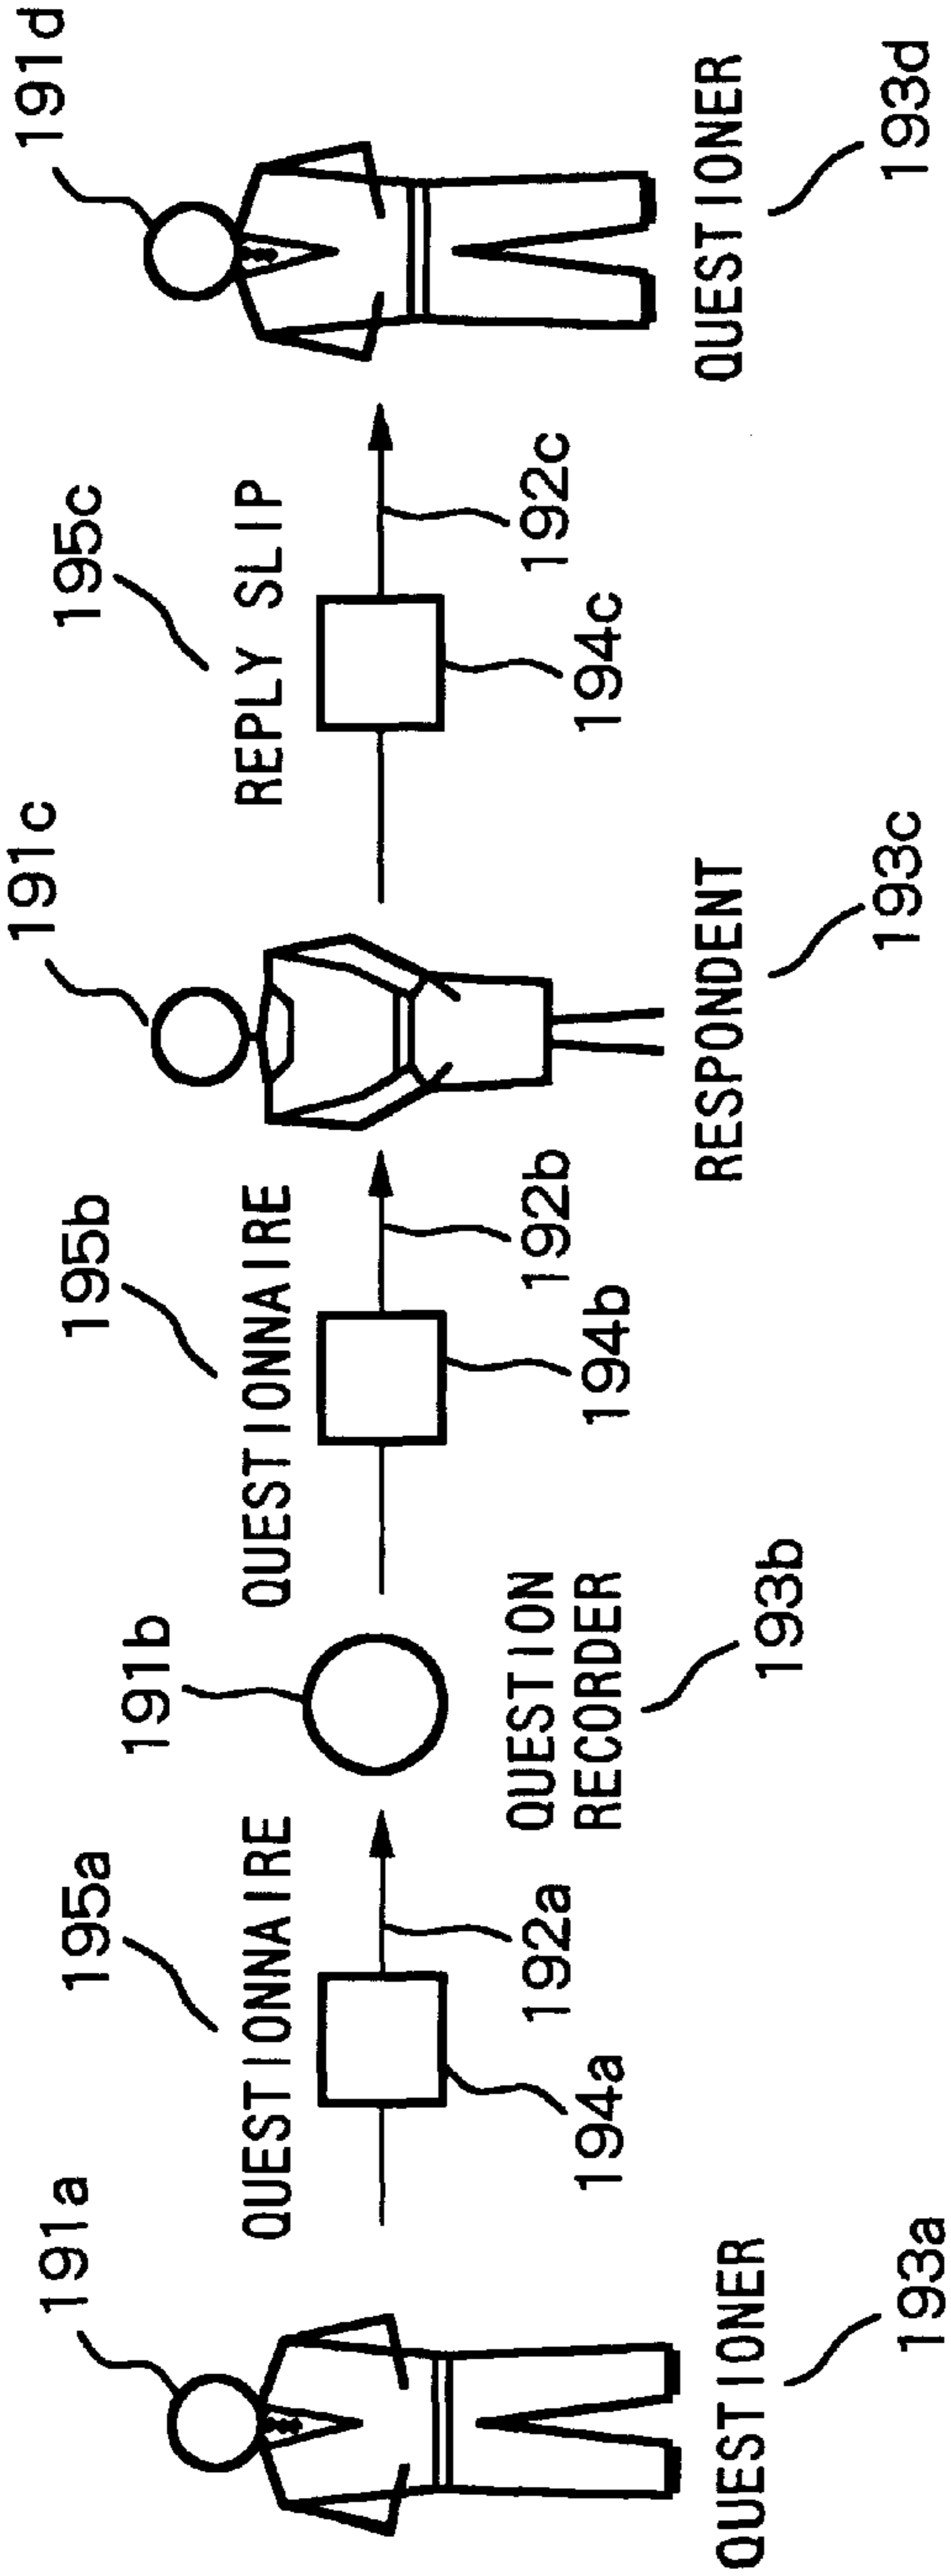 191a
195a
191b
195b
191c
195c
191d
QUESTIONNAIRE
QUESTIONNAIRE
REPLY SLIP
194a
192a
194b
192b
194c
192c
QUESTIONER
QUESTION
RECORDER
RESPONDENT
QUESTIONER
193a
193b
193c
193d